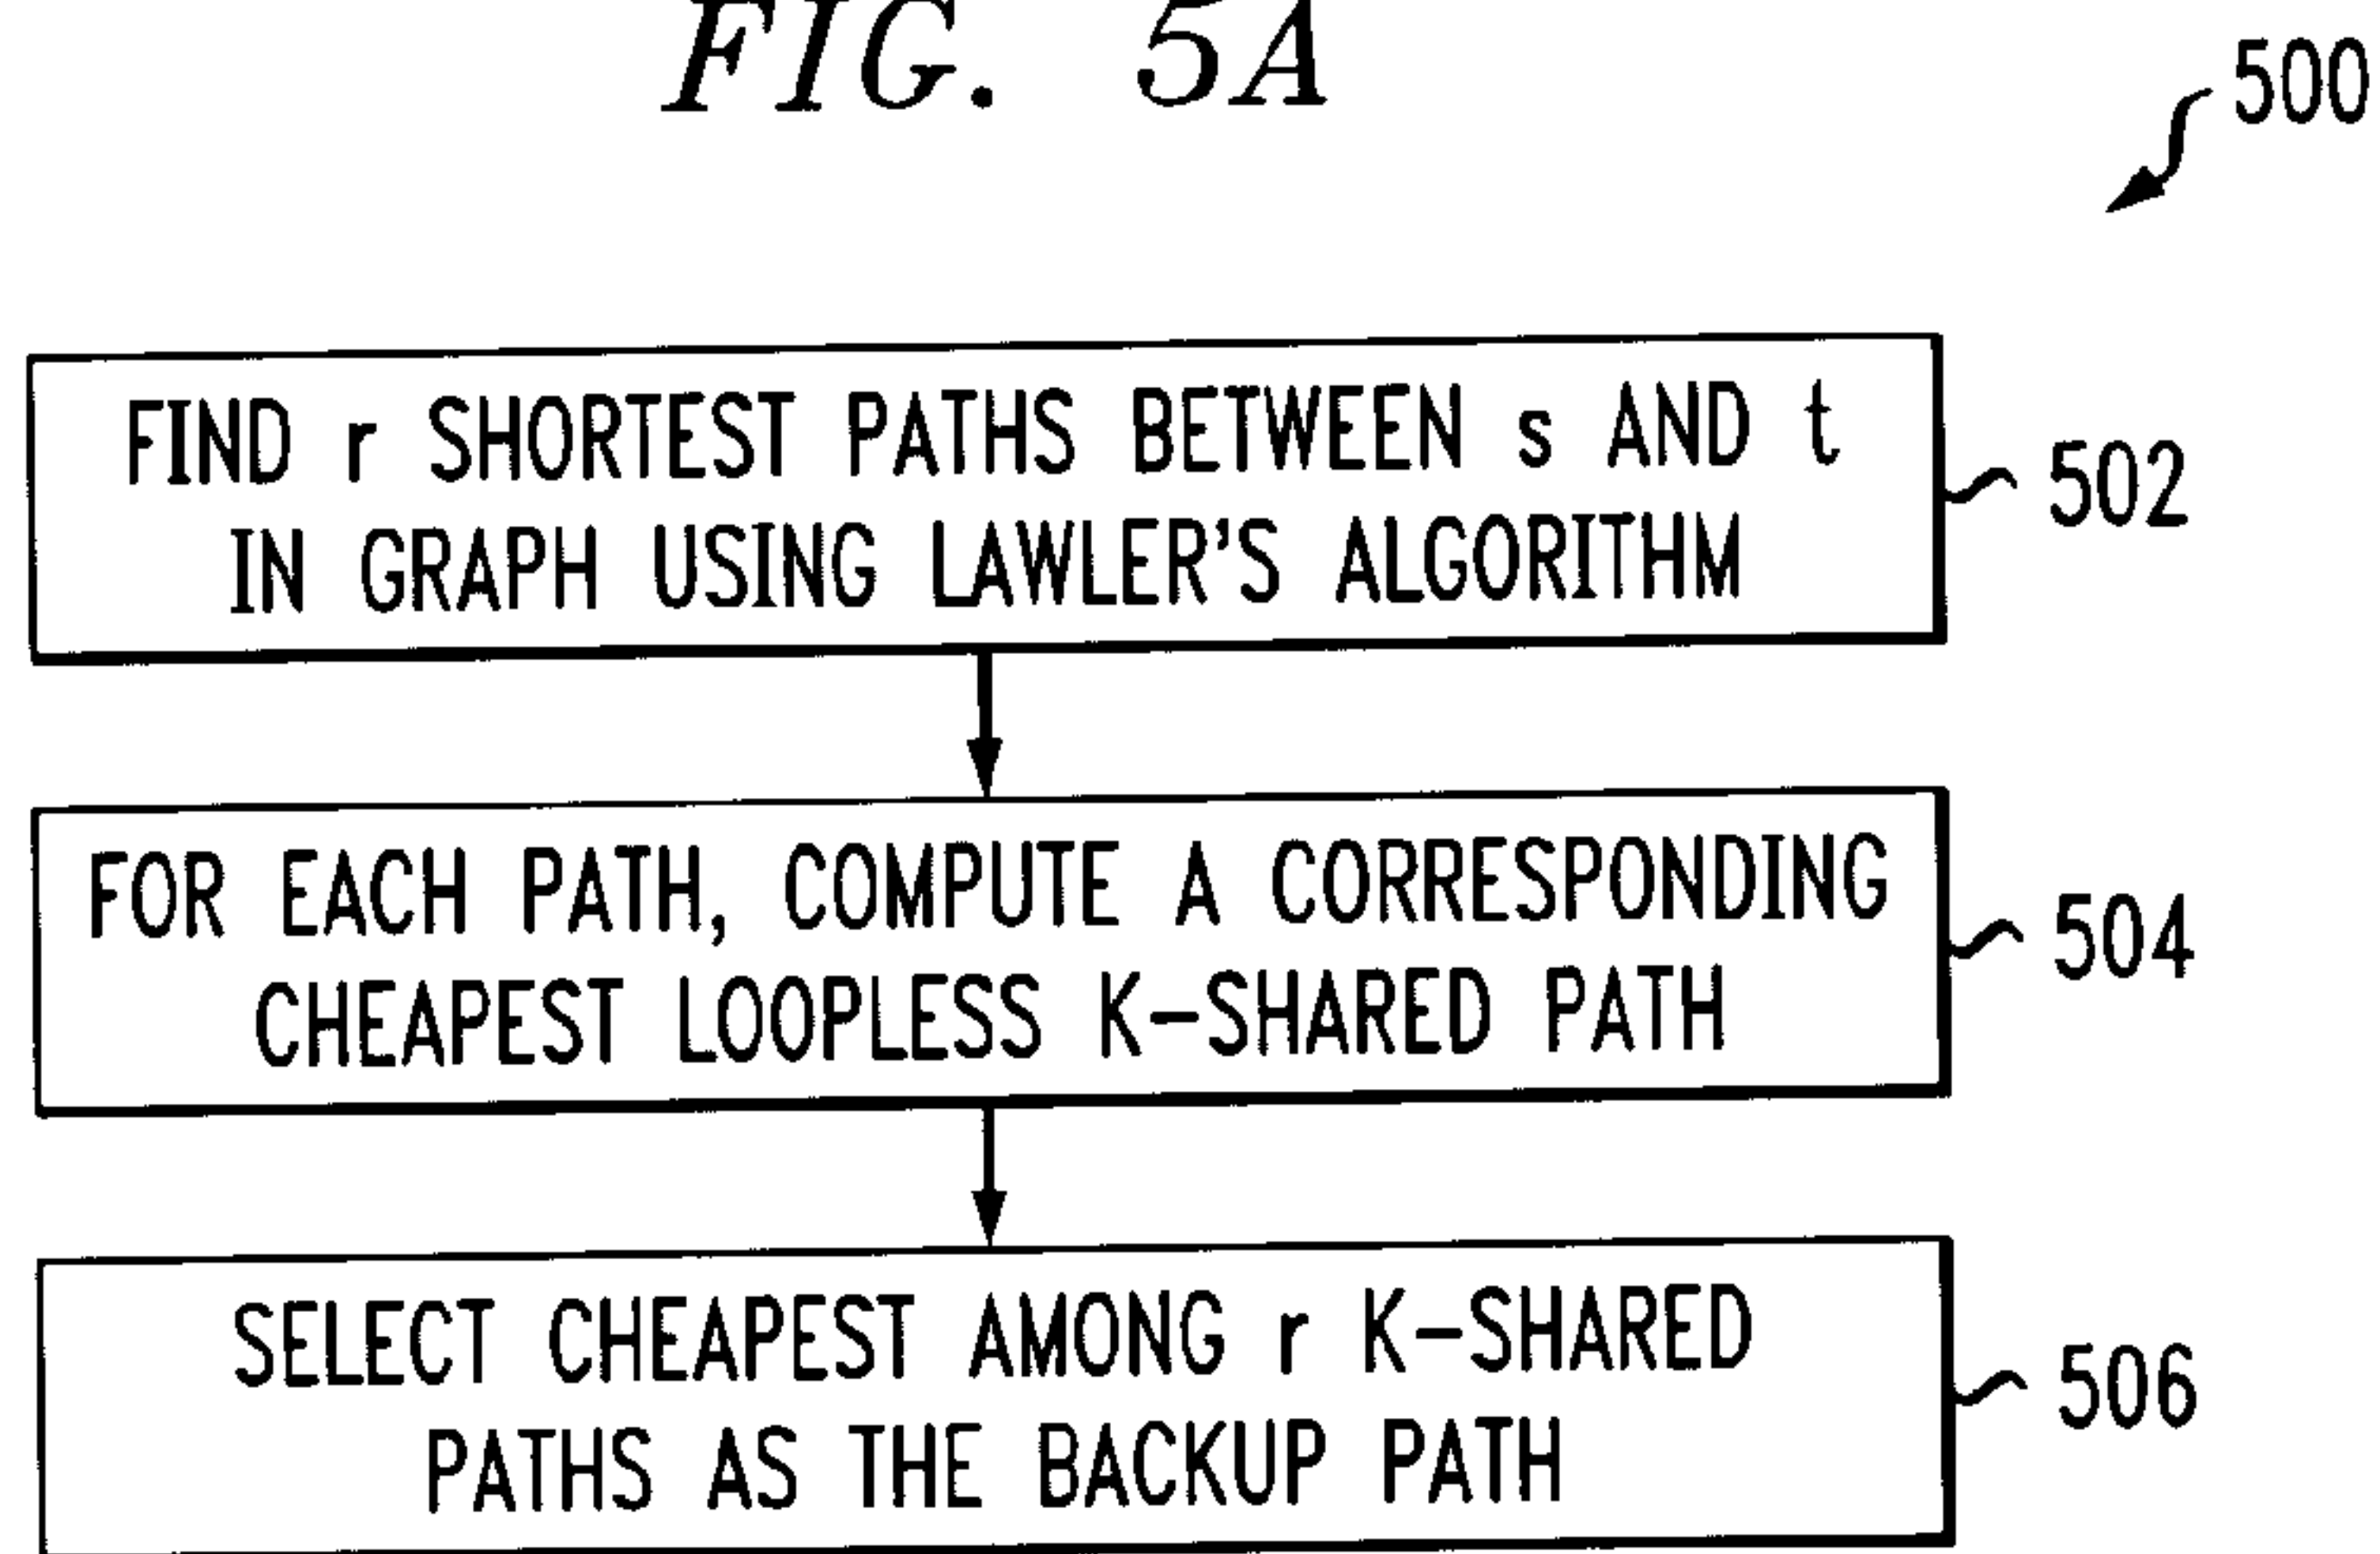 FIG. 5A
500
FIND r SHORTEST PATHS BETWEEN s AND t
IN GRAPH USING LAWLER'S ALGORITHM
502
FOR EACH PATH, COMPUTE A CORRESPONDING
CHEAPEST LOOPLESS K-SHARED PATH
504
SELECT CHEAPEST AMONG r K-SHARED
PATHS AS THE BACKUP PATH
506